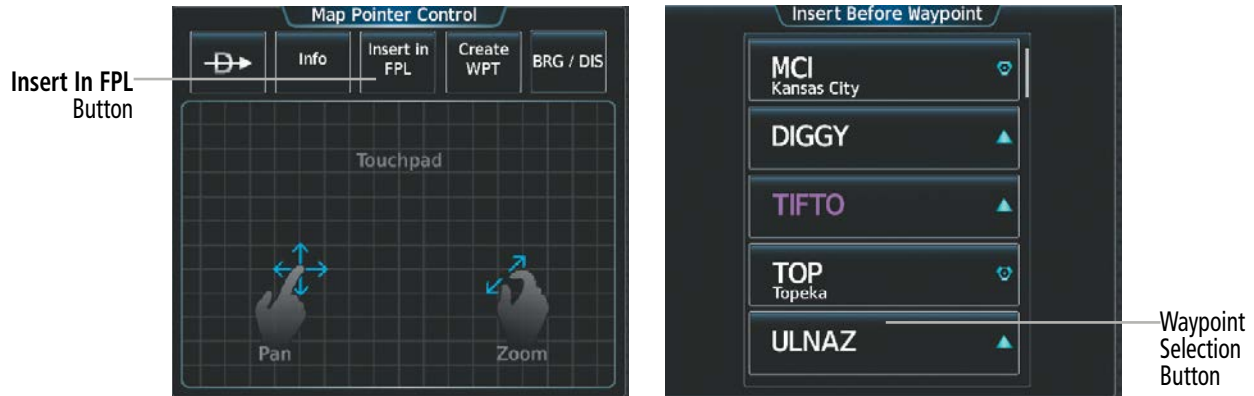 Map Pointer Control
D
Info
Insert in
FPL
Create
WPT
BRG / DIS
Insert In FPL
Button
Touchpad
Pan
Zoom
Insert Before Waypoint
MCI
Kansas City
DIGGY
TIFTO
TOP
Topeka
ULNAZ
Waypoint
Selection
Button